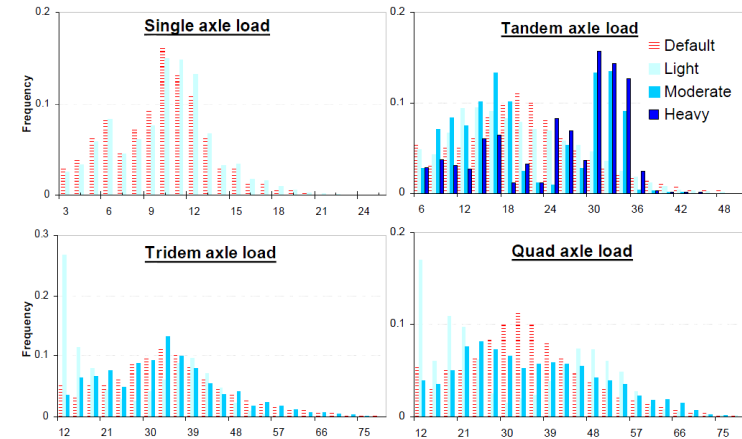 Single axle load
0.2
0.1
0
Frequency
3 6 9 12 15 18 21 24
Tandem axle load
Default
Light
Moderate
Heavy
0.2
0.1
0
6 12 18 24 30 36 42 48
Tridem axle load
0.3
0.2
0.1
0
Frequency
12 21 30 39 48 57 66 75
Quad axle load
0.2
0.1
0
12 21 30 39 48 57 66 75